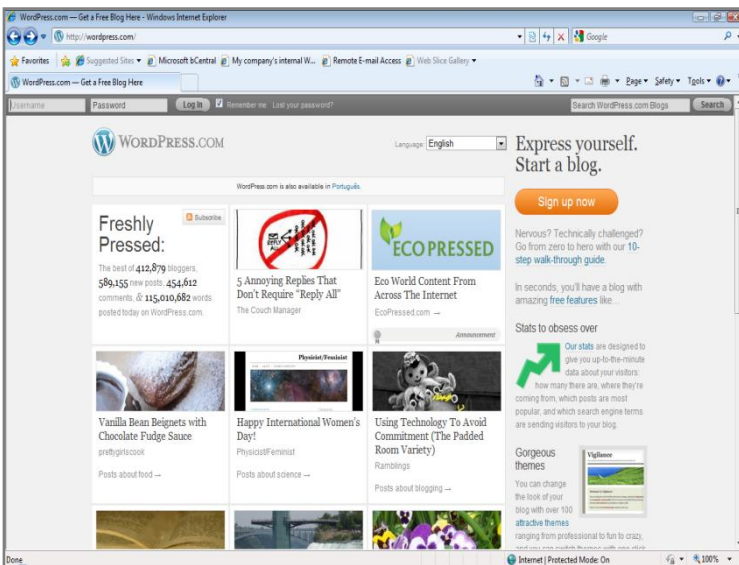 WordPress.com — Get a Free Blog Here - Windows Internet Explorer
http://wordpress.com/
Google
Favorites
Suggested Sites
Microsoft bCentral
My company's internal W...
Remote E-mail Access
Web Slice Gallery
WordPress.com — Get a Free Blog Here
Page
Safety
Tools
Username
Password
Log In
Remember me
Lost your password?
Search WordPress.com Blogs
Search
WORDPRESS.COM
Language:
English
WordPress.com is also available in Português.
Freshly
Pressed:
Subscribe
The best of 412,879 bloggers,
589,155 new posts, 454,612
comments, & 115,010,682 words
posted today on WordPress.com.
REPLY
ALL
5 Annoying Replies That
Don't Require "Reply All"
The Couch Manager
ECO PRESSED
Eco World Content From
Across The Internet
EcoPressed.com →
Announcement
Vanilla Bean Beignets with
Chocolate Fudge Sauce
prettygirlscook
Posts about food →
Physicist/Feminist
Happy International Women's
Day!
Physicist/Feminist
Posts about science →
Using Technology To Avoid
Commitment (The Padded
Room Variety)
Ramblings
Posts about blogging →
Express yourself.
Start a blog.
Sign up now
Nervous? Technically challenged?
Go from zero to hero with our 10-
step walk-through guide.
In seconds, you'll have a blog with
amazing free features like...
Stats to obsess over
Our stats are designed to
give you up-to-the-minute
data about your visitors:
how many there are, where they're
coming from, which posts are most
popular, and which search engine terms
are sending visitors to your blog.
Gorgeous
themes
Vigilance
You can change
the look of your
blog with over 100
attractive themes
ranging from professional to fun to crazy,
and you can switch themes with one click
Done
Internet | Protected Mode: On
100%